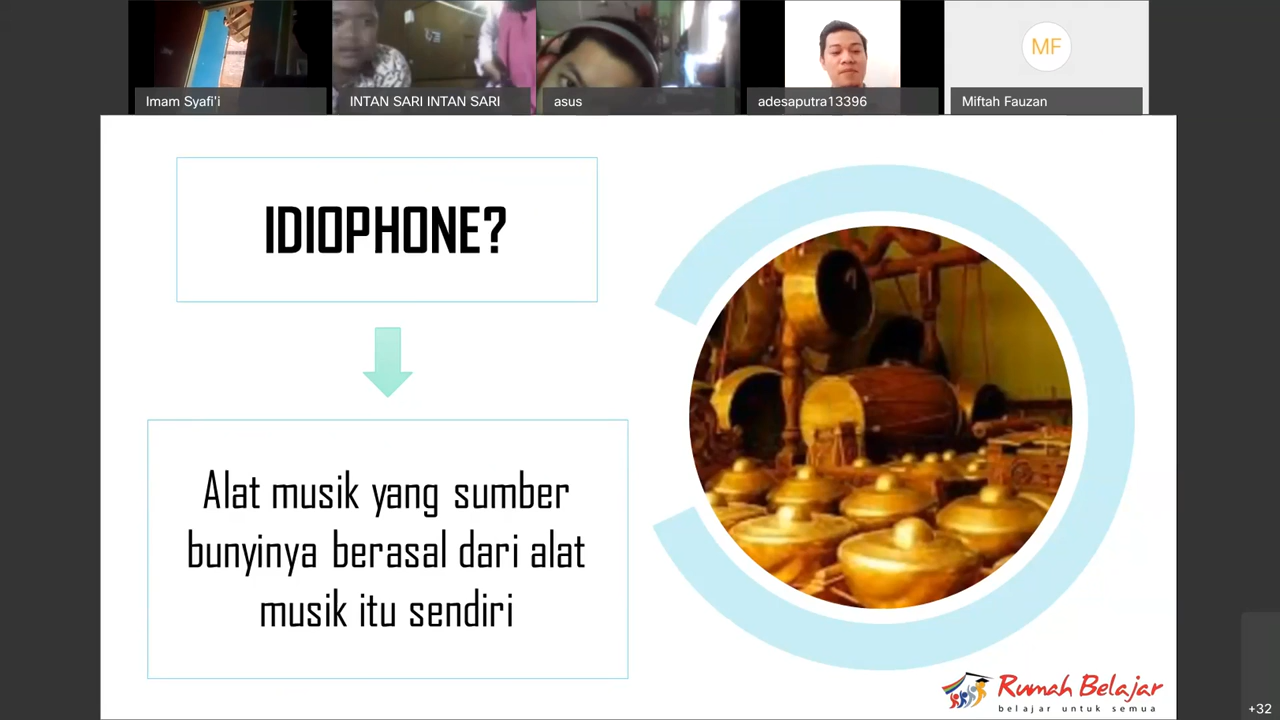 MF
Imam Syafi'i
INTAN SARI INTAN SARI
asus
adesaputra13396
Miftah Fauzan
IDIOPHONE?
Alat musik yang sumber
bunyinya berasal dari alat
musik itu sendiri
Rumah Belajar
belajar untuk semua
+32